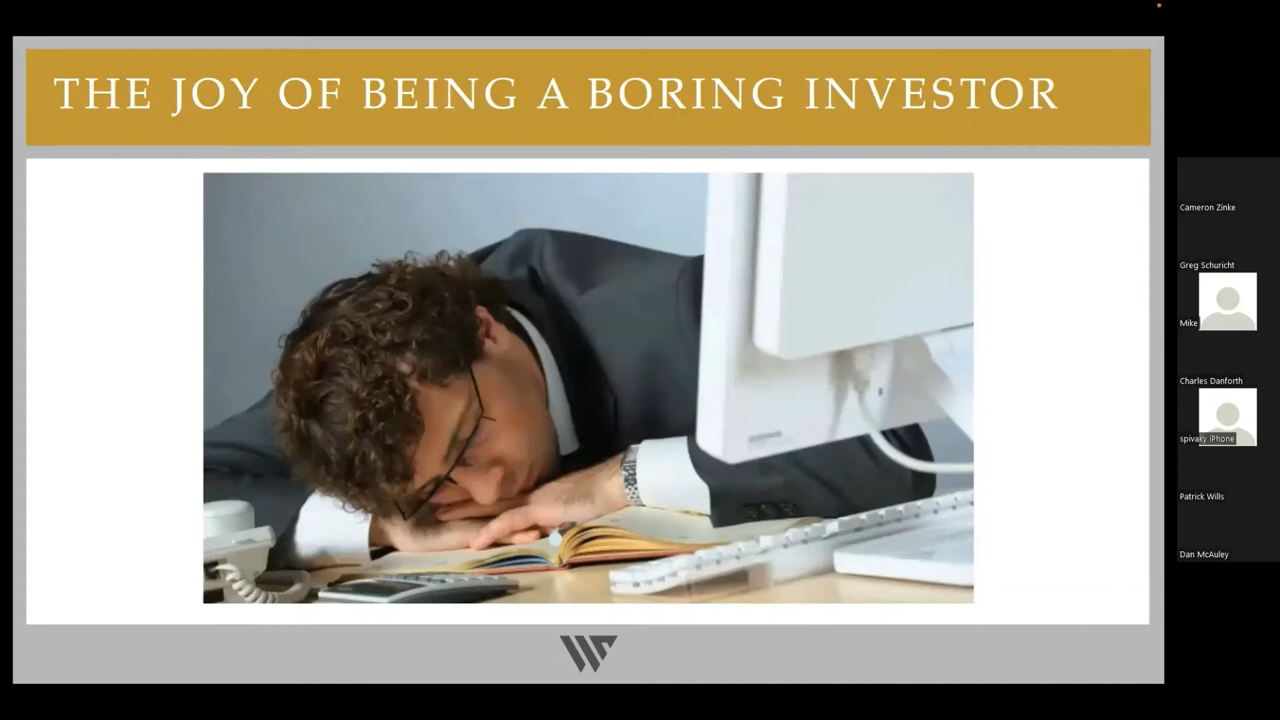 THE JOY OF BEING A BORING INVESTOR
Cameron Zinke
Greg Schuricht
Mike
Charles Danforth
spivaky iPhone
Patrick Wills
Dan McAuley